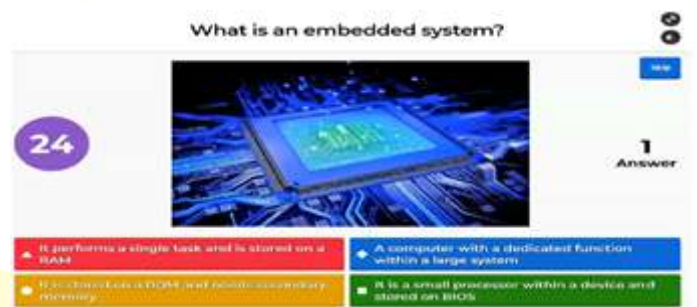 What is an embedded system?
24
1
Answer
It performs a single task and is stored on a
RAM
A computer with a dedicated function
within a large system
It is stored on a ROM and needs secondary
memory
It is a small processor within a device and
stored on BIOS